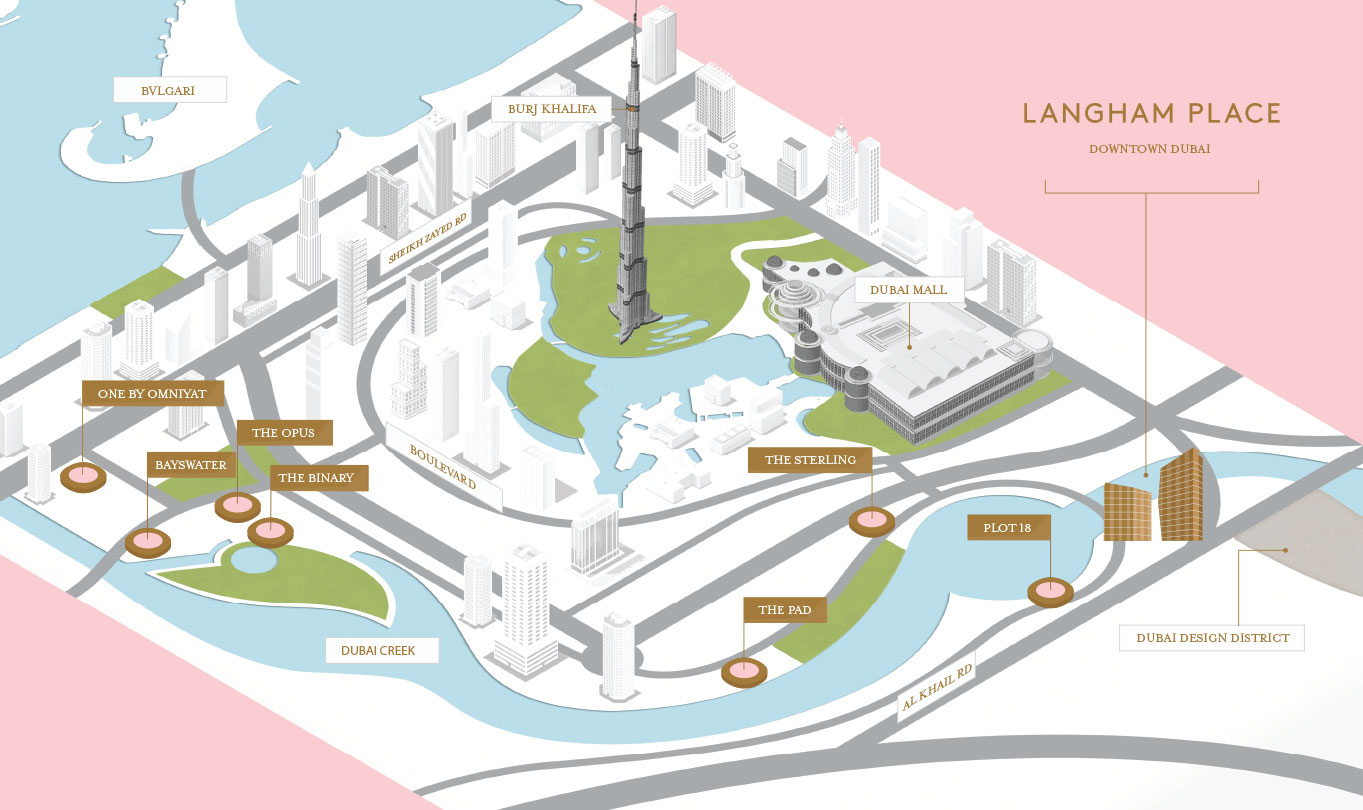 BVLGARI
BURJ KHALIFA
LANGHAM PLACE
DOWNTOWN DUBAI
SHEIKH ZAYED RD
DUBAI MALL
ONE BY OMNIYAT
THE OPUS
BAYSWATER
THE BINARY
BOULEVARD
THE STERLING
PLOT 18
THE PAD
DUBAI CREEK
DUBAI DESIGN DISTRICT
AL KHAIL RD